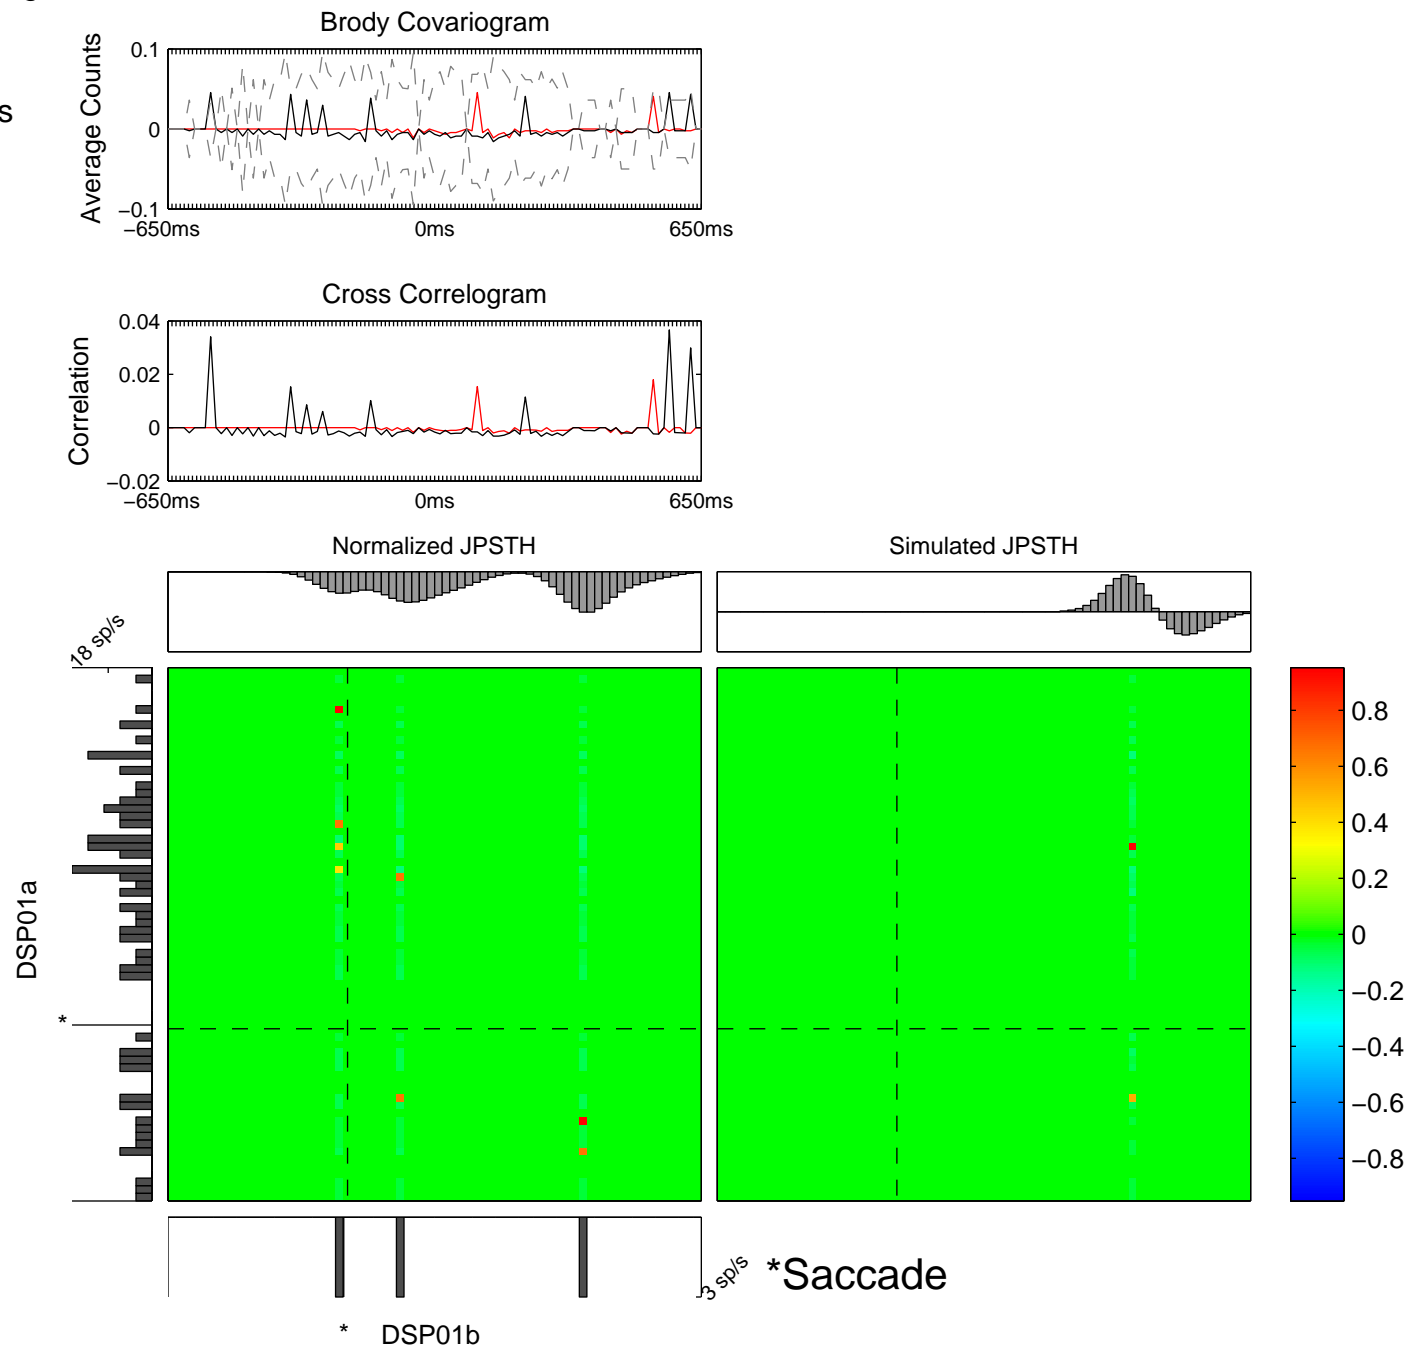 Brody Covariogram
Average Counts
0.1
0
−0.1
−650ms 0ms 650ms
s
Cross Correlogram
Correlation
0.04
0.02
0
−0.02
−650ms 0ms 650ms
Normalized JPSTH
Simulated JPSTH
18 sp/s
DSP01a
*
0.8
0.6
0.4
0.2
0
−0.2
−0.4
−0.6
−0.8
3 sp/s
*Saccade
* DSP01b